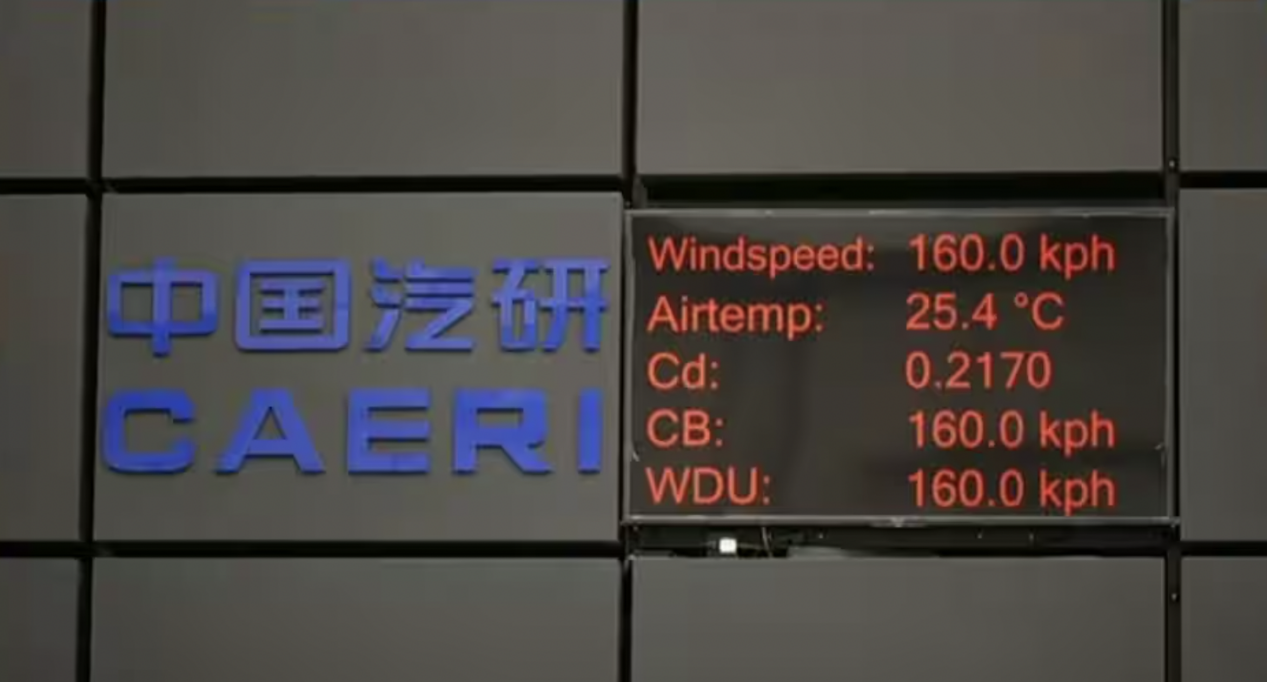 中国汽研
CAERI
Windspeed: 160.0 kph
Airtemp: 25.4 °C
Cd: 0.2170
CB: 160.0 kph
WDU: 160.0 kph